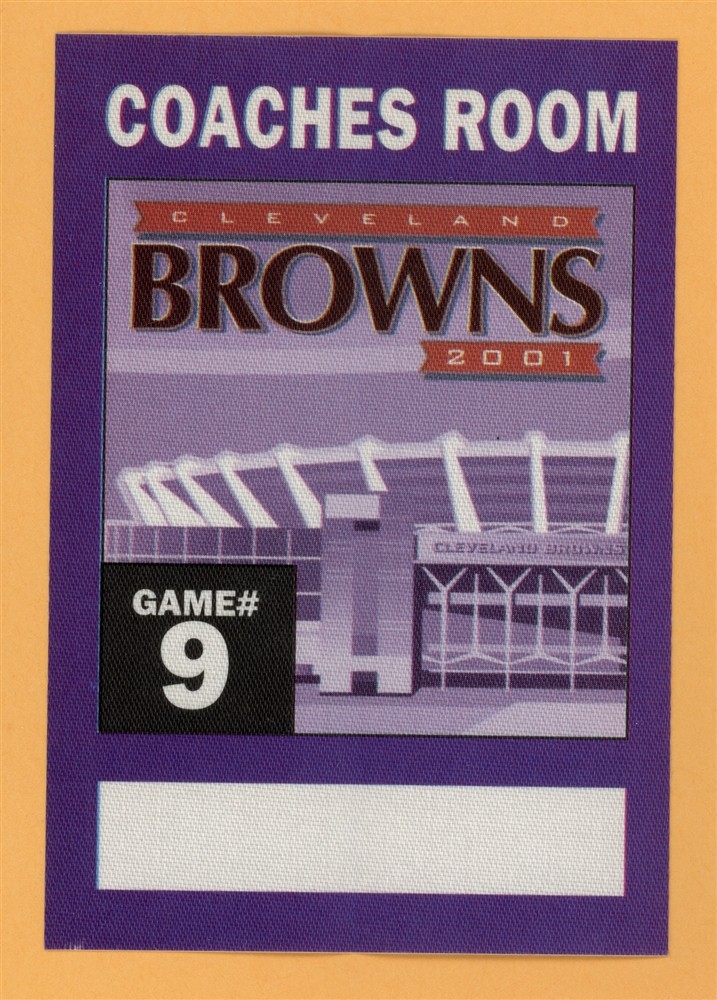 COACHES ROOM
CLEVELAND
BROWNS
2001
CLEVELAND BROWNS
GAME#
9